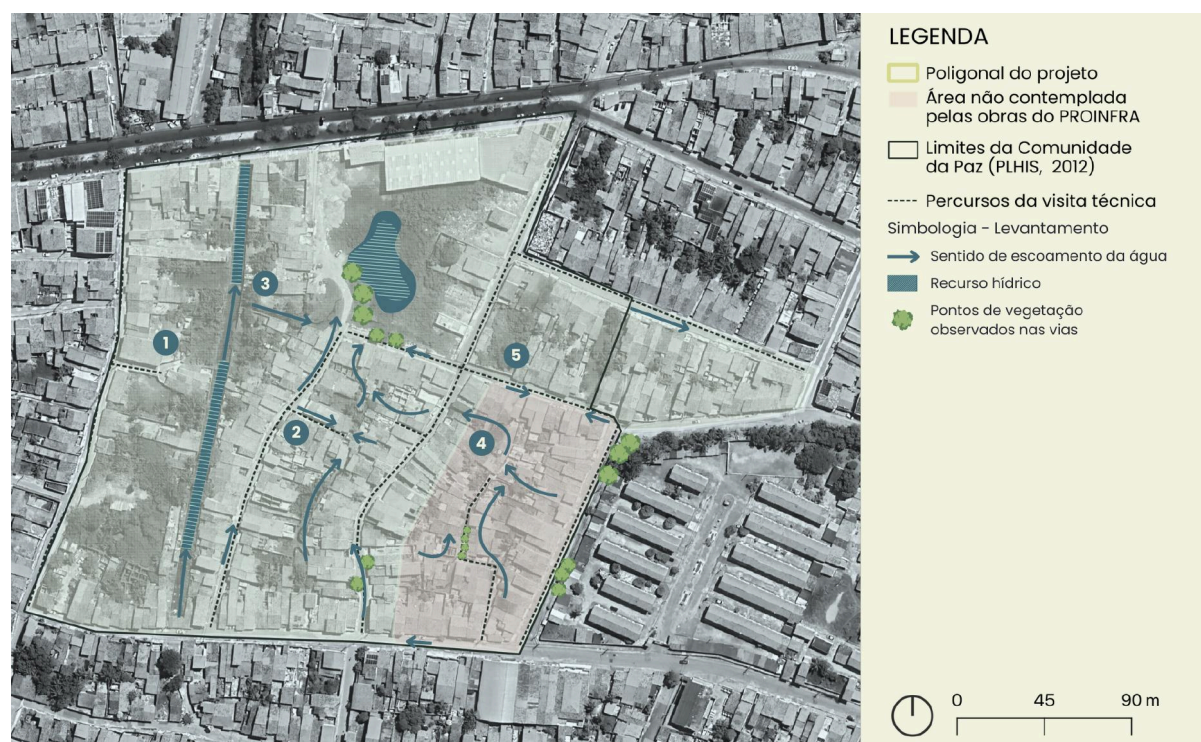 LEGENDA
Poligonal do projeto
Área não contemplada
pelas obras do PROINFRA
Limites da Comunidade
da Paz (PLHIS, 2012)
Percursos da visita técnica
Simbologia - Levantamento
Sentido de escoamento da água
Recurso hídrico
Pontos de vegetação
observados nas vias
3
1
5
2
4
0 45 90 m